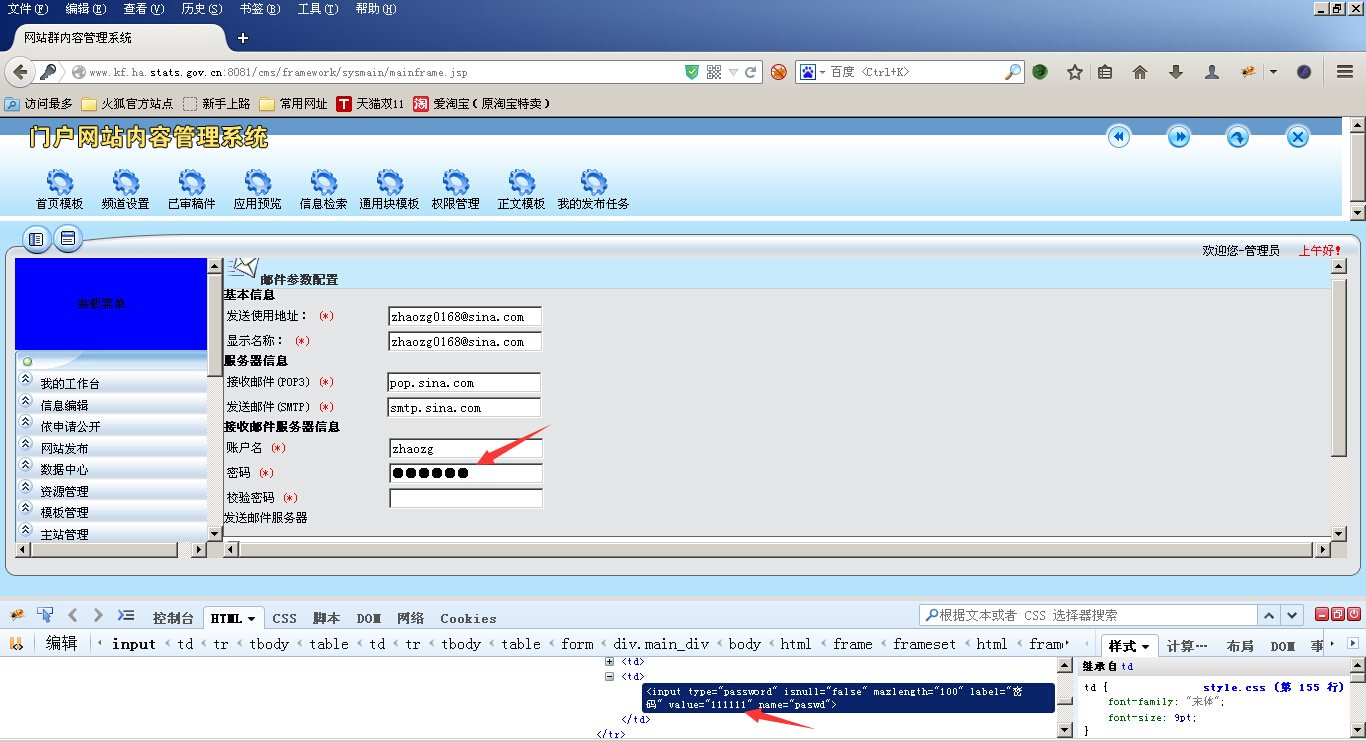 文件(F) 编辑(E) 查看(V) 历史(S) 书签(B) 工具(T) 帮助(H)
网站群内容管理系统 +
www.kf.ha.stats.gov.cn:8081/cms/framework/sysmain/mainframe.jsp 百度 <Ctrl+K>
访问最多 火狐官方站点 新手上路 常用网址 T 天猫双11 淘 爱淘宝(原淘宝特卖)
门户网站内容管理系统
首页模板 频道设置 已审稿件 应用预览 信息检索 通用块模板 权限管理 正文模板 我的发布任务
欢迎您-管理员 上午好!
邮件参数配置
基本信息
发送使用地址: (*) zhaozg0168@sina.com
显示名称: (*) zhaozg0168@sina.com
服务器信息
接收邮件(POP3) (*) pop.sina.com
发送邮件(SMTP) (*) smtp.sina.com
接收邮件服务器信息
账户名 (*) zhaozg
密码 (*) ●●●●●●
校验密码 (*)
发送邮件服务器
我的工作台
信息编辑
依申请公开
网站发布
数据中心
资源管理
模板管理
主站管理
控制台 HTML CSS 脚本 DOM 网络 Cookies 根据文本或者 CSS 选择器搜索
编辑 input < td < tr < tbody < table < td < tr < tbody < table < form < div.main_div < body < html < frame < frameset < html < fram
样式 计算… 布局 DOM 事
<td>
<td>
<input type="password" isnull="false" maxlength="100" label="密
码" value="111111" name="paswd">
</td>
</tr>
继承自 td
td { style.css (第 155 行)
font-family: "宋体";
font-size: 9pt;
}